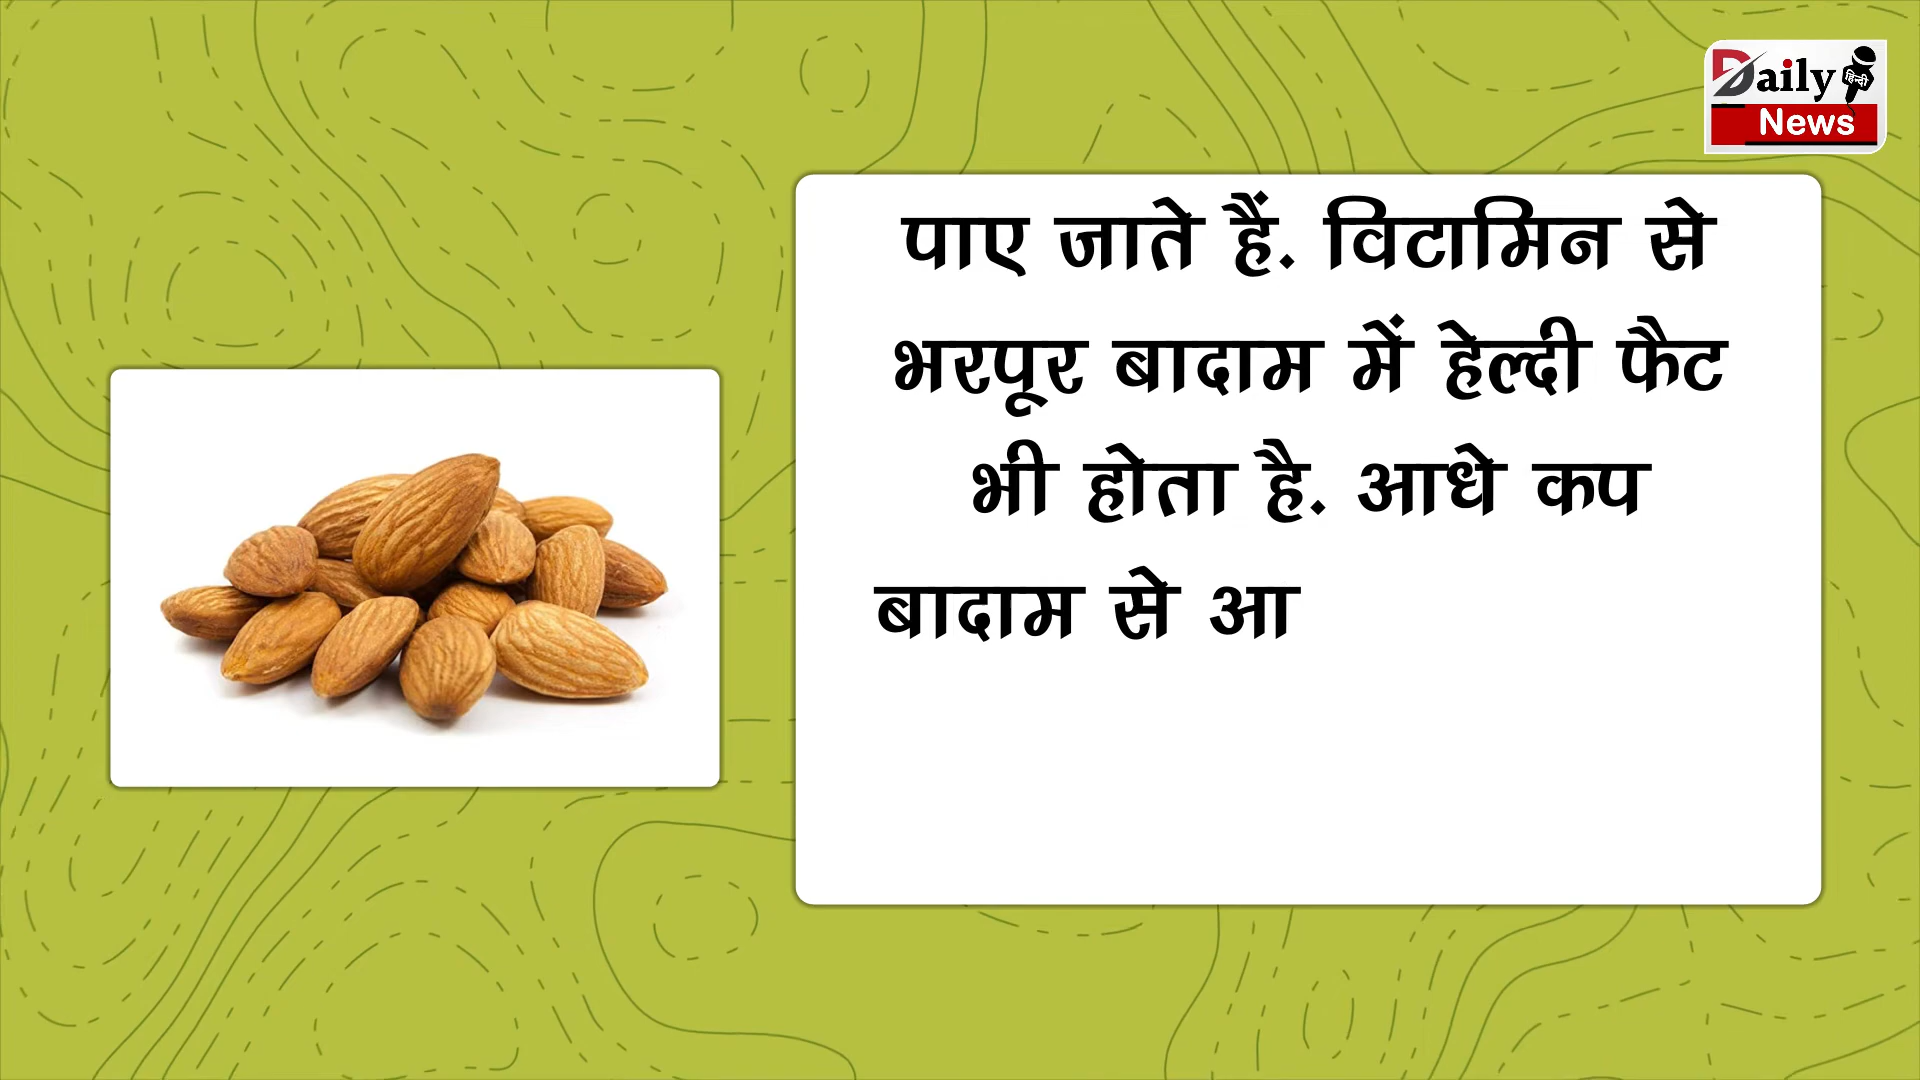 Daily
हिन्दी
News
पाए जाते हैं. विटामिन से
भरपूर बादाम में हेल्दी फैट
भी होता है. आधे कप
बादाम से आ